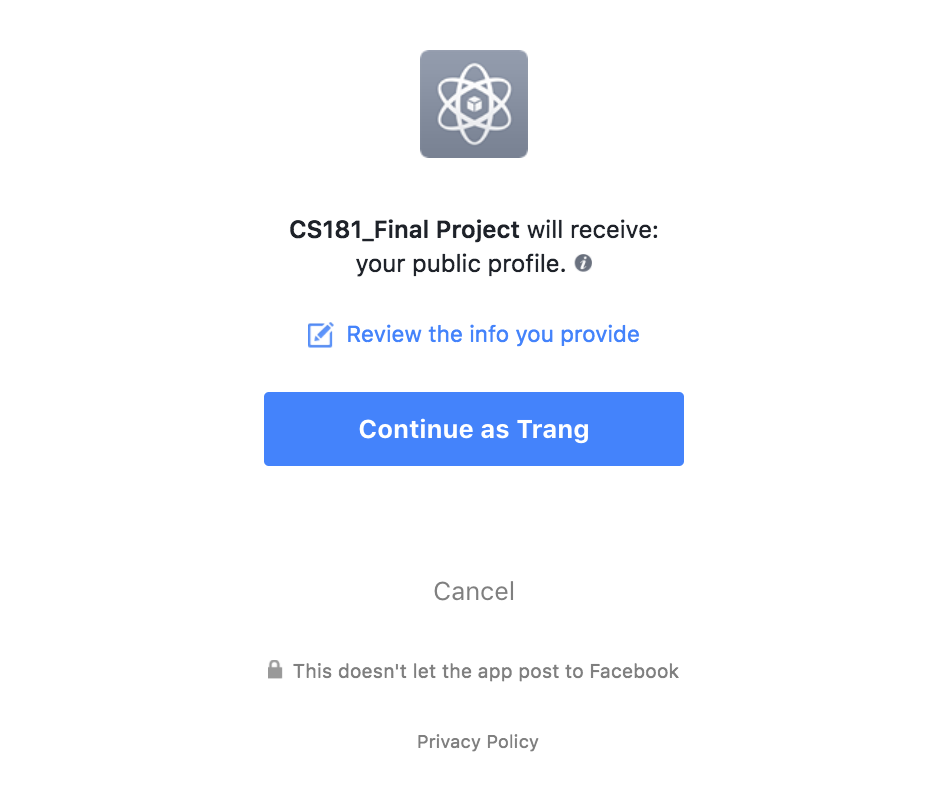 CS181_Final Project will receive:
your public profile.
Review the info you provide
Continue as Trang
Cancel
This doesn't let the app post to Facebook
Privacy Policy